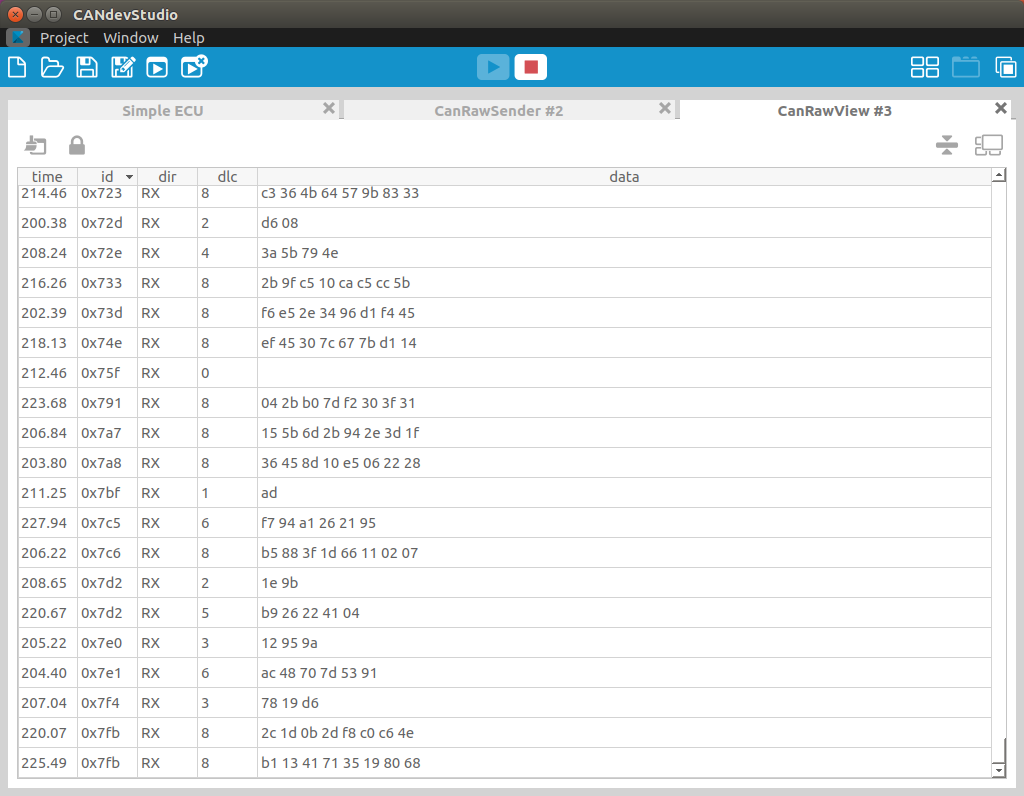 CANdevStudio
Project Window Help
Simple ECU CanRawSender #2 CanRawView #3
time id dir dlc data
214.46 0x723 RX 8 c3 36 4b 64 57 9b 83 33
200.38 0x72d RX 2 d6 08
208.24 0x72e RX 4 3a 5b 79 4e
216.26 0x733 RX 8 2b 9f c5 10 ca c5 cc 5b
202.39 0x73d RX 8 f6 e5 2e 34 96 d1 f4 45
218.13 0x74e RX 8 ef 45 30 7c 67 7b d1 14
212.46 0x75f RX 0
223.68 0x791 RX 8 04 2b b0 7d f2 30 3f 31
206.84 0x7a7 RX 8 15 5b 6d 2b 94 2e 3d 1f
203.80 0x7a8 RX 8 36 45 8d 10 e5 06 22 28
211.25 0x7bf RX 1 ad
227.94 0x7c5 RX 6 f7 94 a1 26 21 95
206.22 0x7c6 RX 8 b5 88 3f 1d 66 11 02 07
208.65 0x7d2 RX 2 1e 9b
220.67 0x7d2 RX 5 b9 26 22 41 04
205.22 0x7e0 RX 3 12 95 9a
204.40 0x7e1 RX 6 ac 48 70 7d 53 91
207.04 0x7f4 RX 3 78 19 d6
220.07 0x7fb RX 8 2c 1d 0b 2d f8 c0 c6 4e
225.49 0x7fb RX 8 b1 13 41 71 35 19 80 68